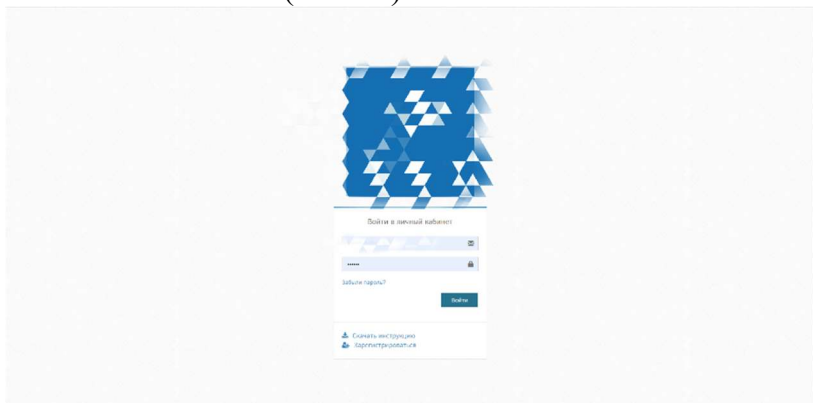 Войти в личный кабинет
••••••
Забыли пароль?
Войти
Скачать инструкцию
Зарегистрироваться